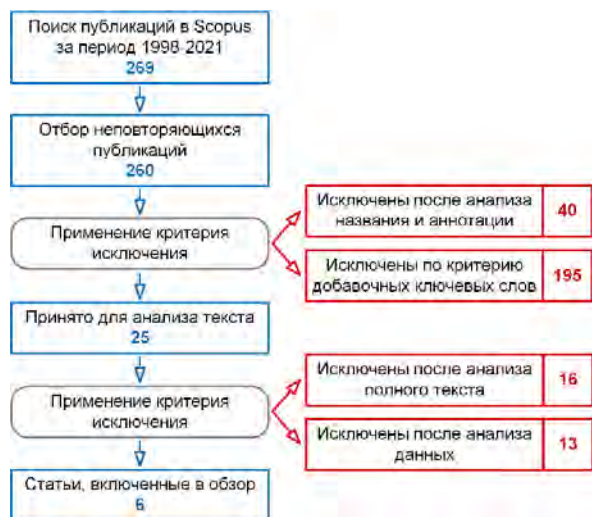 Поиск публикаций в Scopus
за период 1998-2021
269
Отбор неповторяющихся
публикаций
260
Применение критерия
исключения
Исключены после анализа
названия и аннотации
40
Исключены по критерию
добавочных ключевых слов
195
Принято для анализа текста
25
Применение критерия
исключения
Исключены после анализа
полного текста
16
Исключены после анализа
данных
13
Статьи, включенные в обзор
6